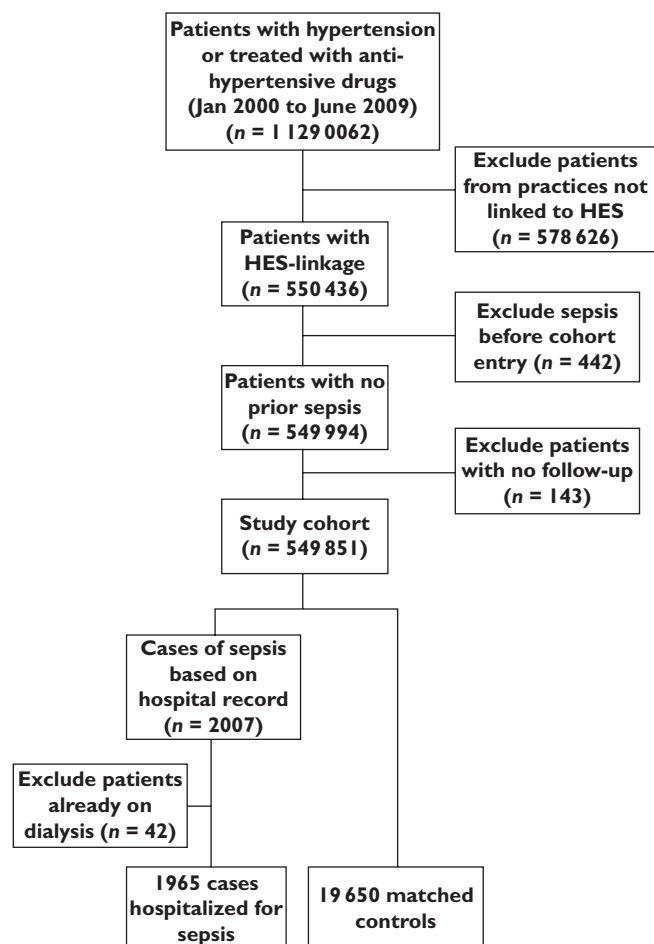 Patients with hypertension
or treated with anti-
hypertensive drugs
(Jan 2000 to June 2009)
(n = 1 129 0062)
Exclude patients
from practices not
linked to HES
(n = 578 626)
Patients with
HES-linkage
(n = 550 436)
Exclude sepsis
before cohort
entry (n = 442)
Patients with no
prior sepsis
(n = 549 994)
Exclude patients
with no follow-up
(n = 143)
Study cohort
(n = 549 851)
Cases of sepsis
based on
hospital record
(n = 2007)
Exclude patients
already on
dialysis (n = 42)
1965 cases
hospitalized for
sepsis
19 650 matched
controls